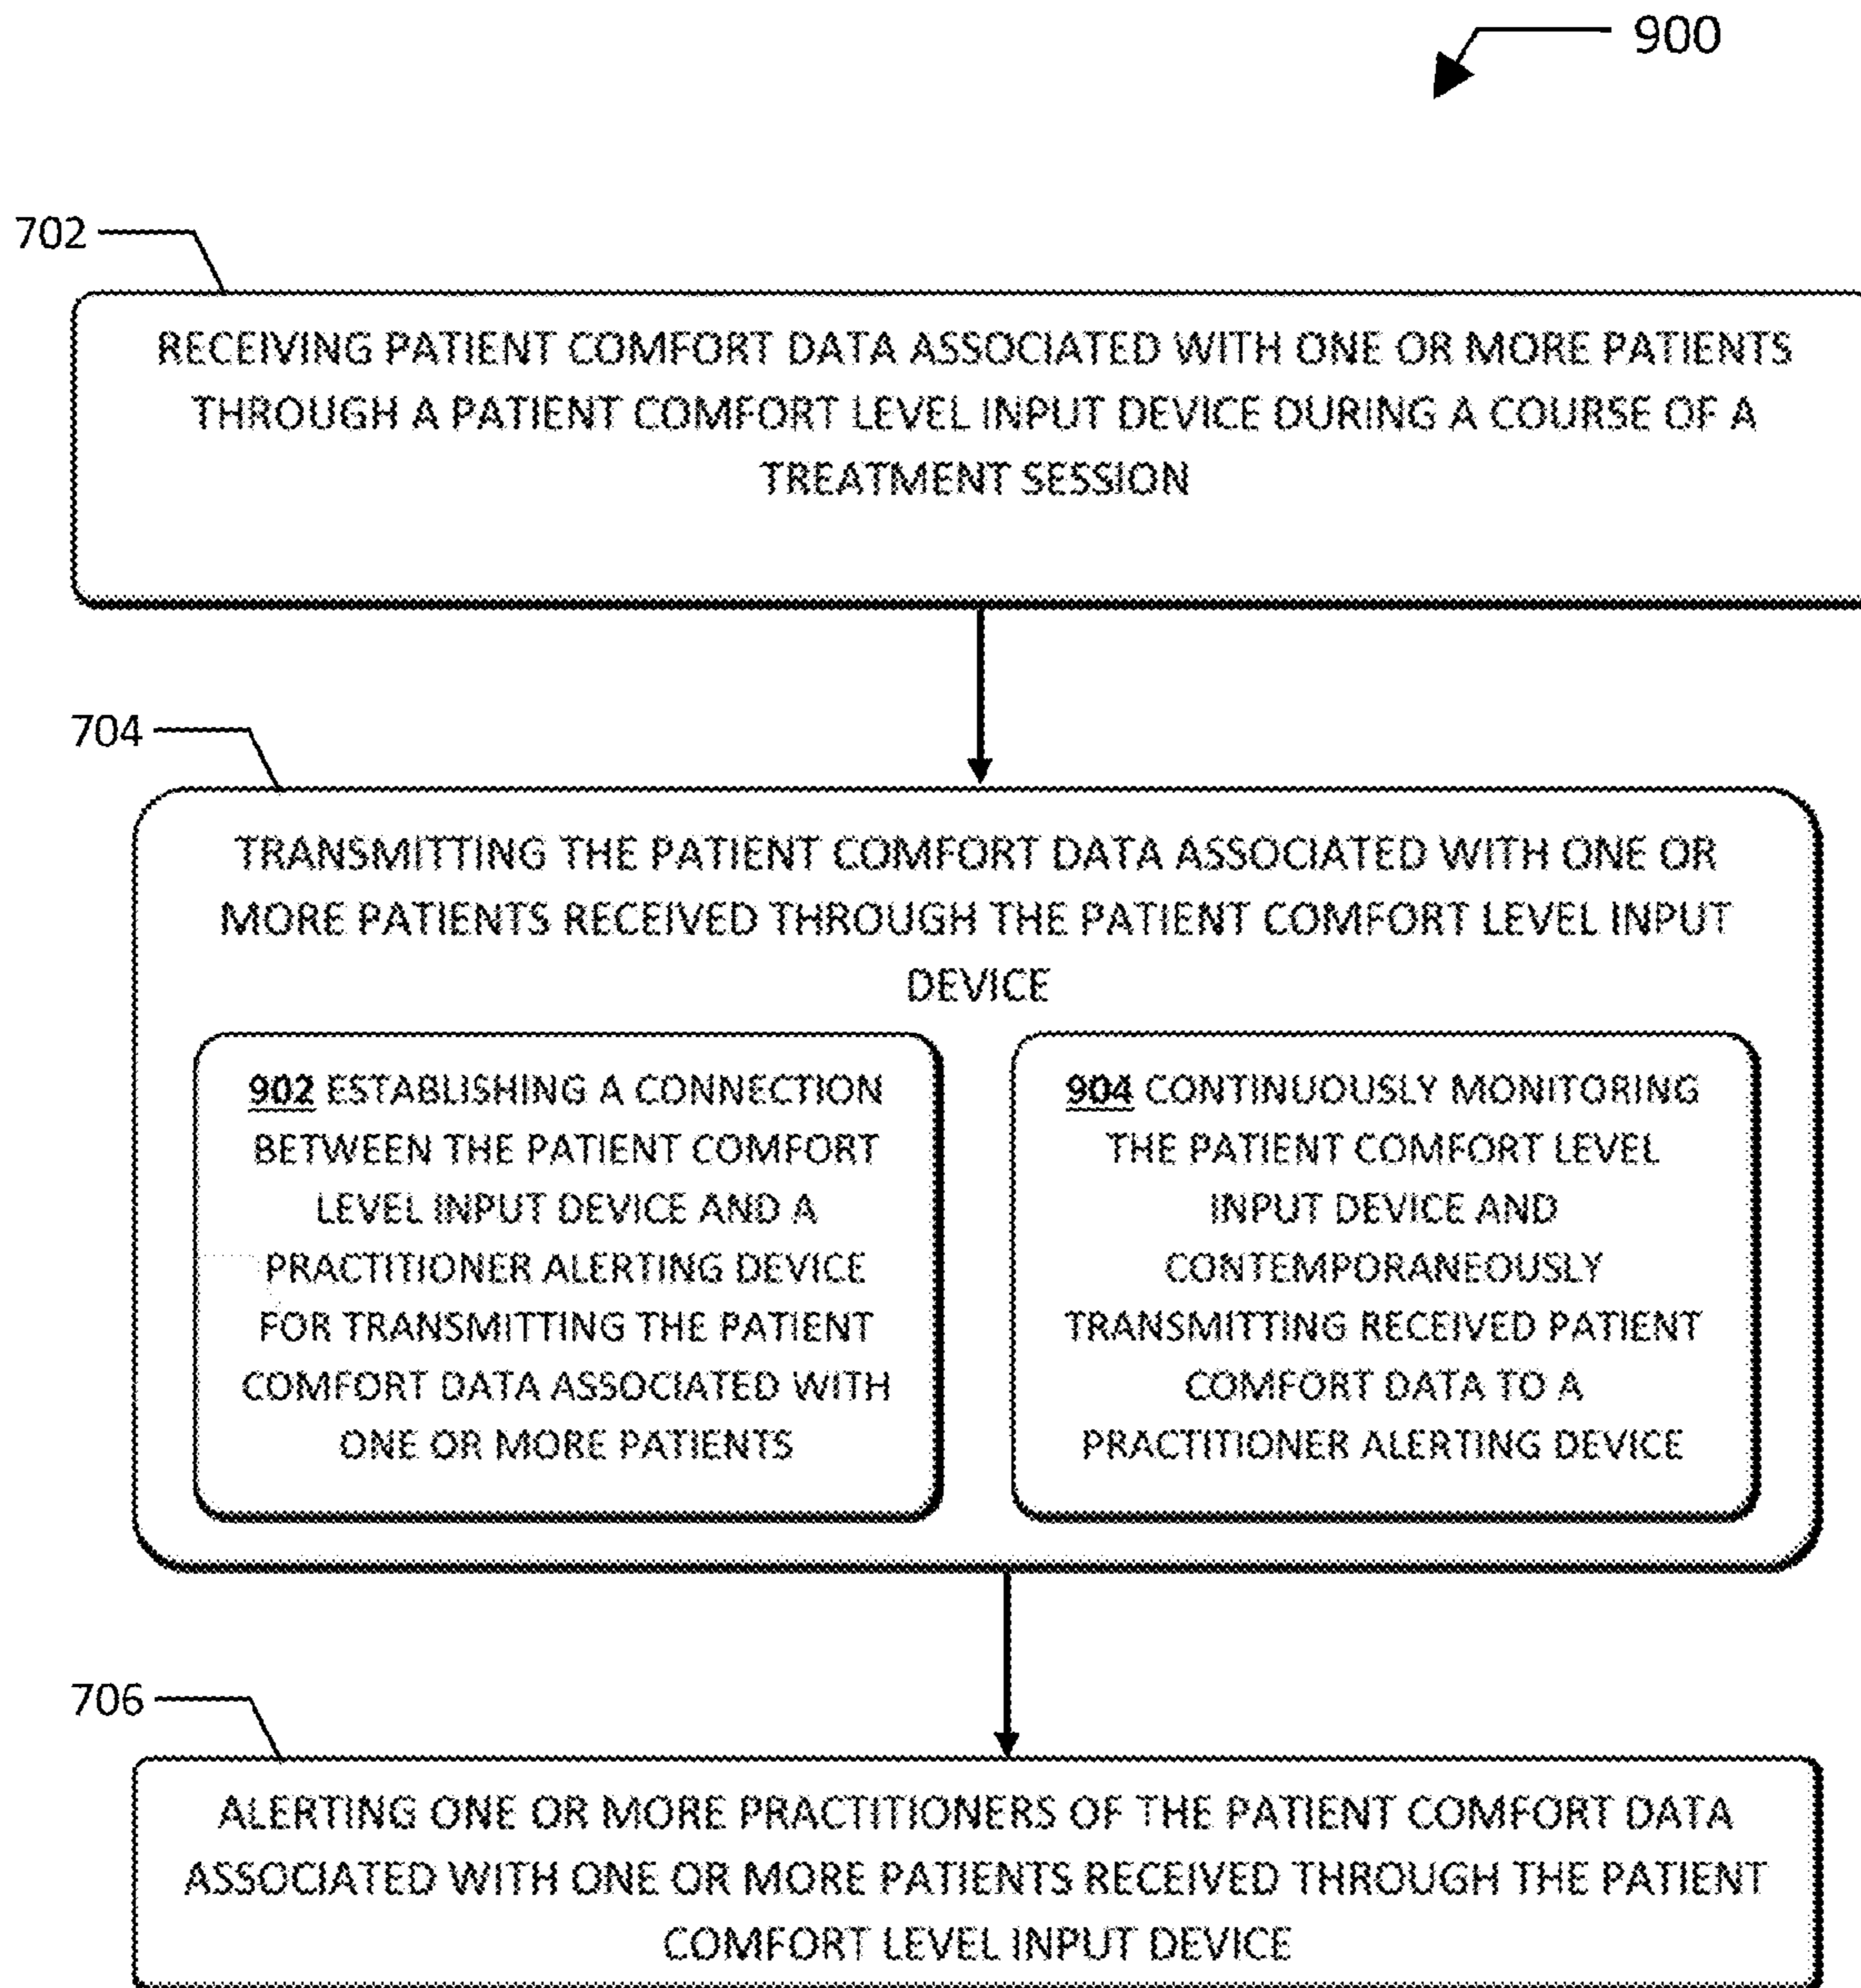 900
702
RECEIVING PATIENT COMFORT DATA ASSOCIATED WITH ONE OR MORE PATIENTS
THROUGH A PATIENT COMFORT LEVEL INPUT DEVICE DURING A COURSE OF A
TREATMENT SESSION
704
TRANSMITTING THE PATIENT COMFORT DATA ASSOCIATED WITH ONE OR
MORE PATIENTS RECEIVED THROUGH THE PATIENT COMFORT LEVEL INPUT
DEVICE
902 ESTABLISHING A CONNECTION
BETWEEN THE PATIENT COMFORT
LEVEL INPUT DEVICE AND A
PRACTITIONER ALERTING DEVICE
FOR TRANSMITTING THE PATIENT
COMFORT DATA ASSOCIATED WITH
ONE OR MORE PATIENTS
904 CONTINUOUSLY MONITORING
THE PATIENT COMFORT LEVEL
INPUT DEVICE AND
CONTEMPORANEOUSLY
TRANSMITTING RECEIVED PATIENT
COMFORT DATA TO A
PRACTITIONER ALERTING DEVICE
706
ALERTING ONE OR MORE PRACTITIONERS OF THE PATIENT COMFORT DATA
ASSOCIATED WITH ONE OR MORE PATIENTS RECEIVED THROUGH THE PATIENT
COMFORT LEVEL INPUT DEVICE